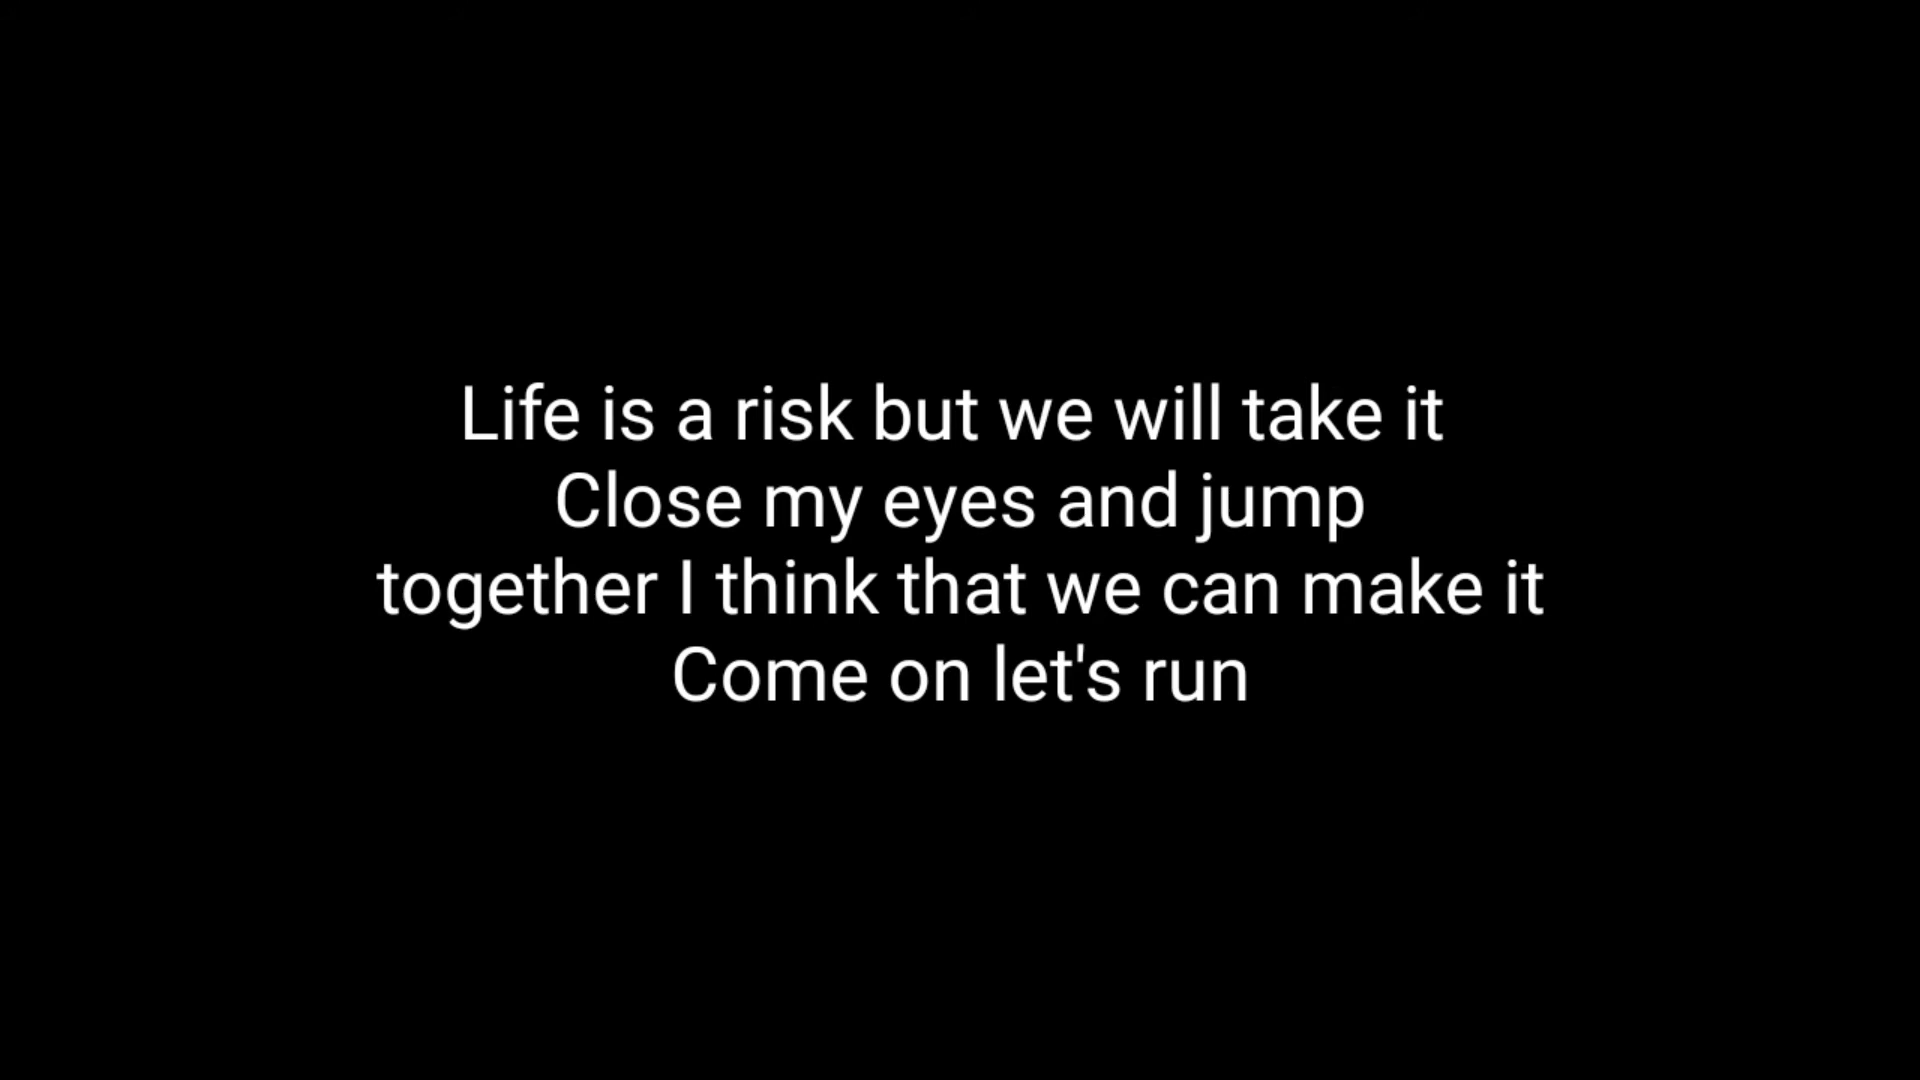 Life is a risk but we will take it
Close my eyes and jump
together I think that we can make it
Come on let's run